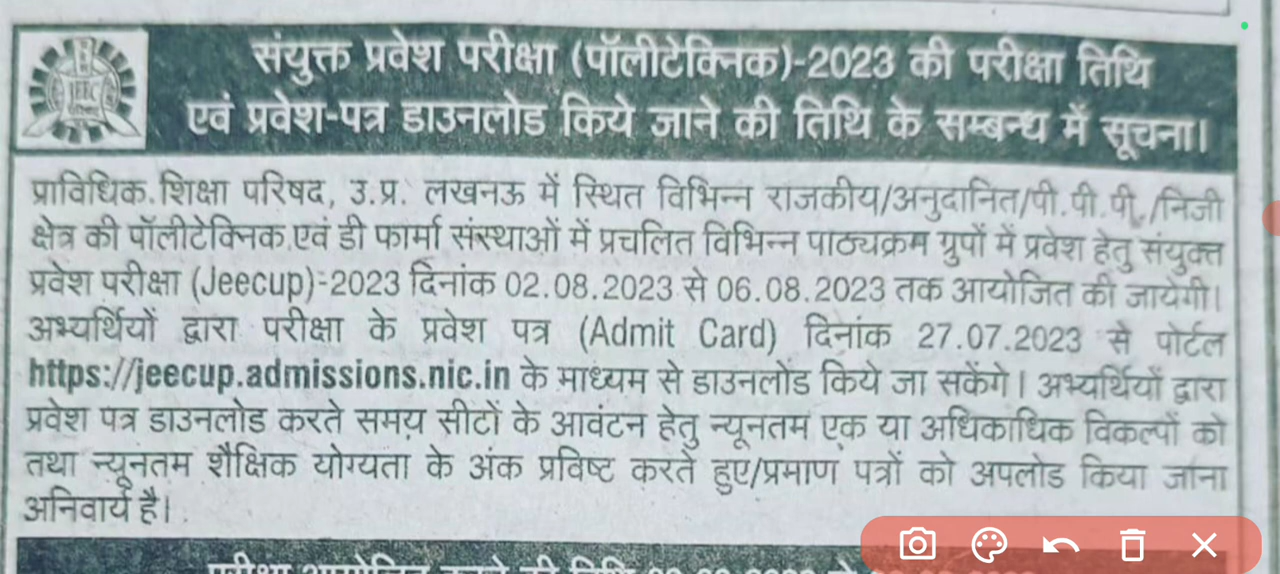 संयुक्त प्रवेश परीक्षा (पॉलीटेक्निक)-2023 की परीक्षा तिथि
एवं प्रवेश-पत्र डाउनलोड किये जाने की तिथि के सम्बन्ध में सूचना।
प्राविधिक शिक्षा परिषद, उ.प्र. लखनऊ में स्थित विभिन्न राजकीय/अनुदानित/पी.पी.पी./निजी
क्षेत्र की पॉलीटेक्निक एवं डी फार्मा संस्थाओं में प्रचलित विभिन्न पाठ्यक्रम ग्रुपों में प्रवेश हेतु संयुक्त
प्रवेश परीक्षा (Jeecup)-2023 दिनांक 02.08.2023 से 06.08.2023 तक आयोजित की जायेगी।
अभ्यर्थियों द्वारा परीक्षा के प्रवेश पत्र (Admit Card) दिनांक 27.07.2023 से पोर्टल
https://jeecup.admissions.nic.in के माध्यम से डाउनलोड किये जा सकेंगे। अभ्यर्थियों द्वारा
प्रवेश पत्र डाउनलोड करते समय सीटों के आवंटन हेतु न्यूनतम एक या अधिकाधिक विकल्पों को
तथा न्यूनतम शैक्षिक योग्यता के अंक प्रविष्ट करते हुए/प्रमाण पत्रों को अपलोड किया जाना
अनिवार्य है।